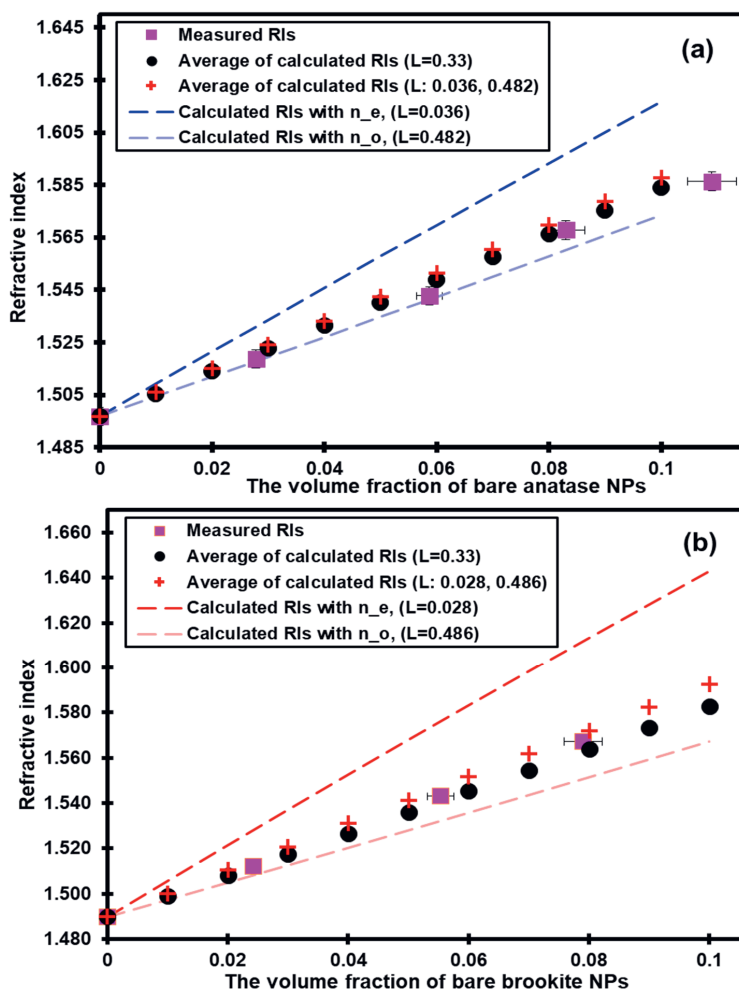 (a)
Measured RIs
Average of calculated RIs (L=0.33)
Average of calculated RIs (L: 0.036, 0.482)
Calculated RIs with n_e, (L=0.036)
Calculated RIs with n_o, (L=0.482)
Refractive index
1.645
1.625
1.605
1.585
1.565
1.545
1.525
1.505
1.485
0
0.02
0.04
0.06
0.08
0.1
The volume fraction of bare anatase NPs
(b)
Measured RIs
Average of calculated RIs (L=0.33)
Average of calculated RIs (L: 0.028, 0.486)
Calculated RIs with n_e, (L=0.028)
Calculated RIs with n_o, (L=0.486)
Refractive index
1.660
1.640
1.620
1.600
1.580
1.560
1.540
1.520
1.500
1.480
0
0.02
0.04
0.06
0.08
0.1
The volume fraction of bare brookite NPs